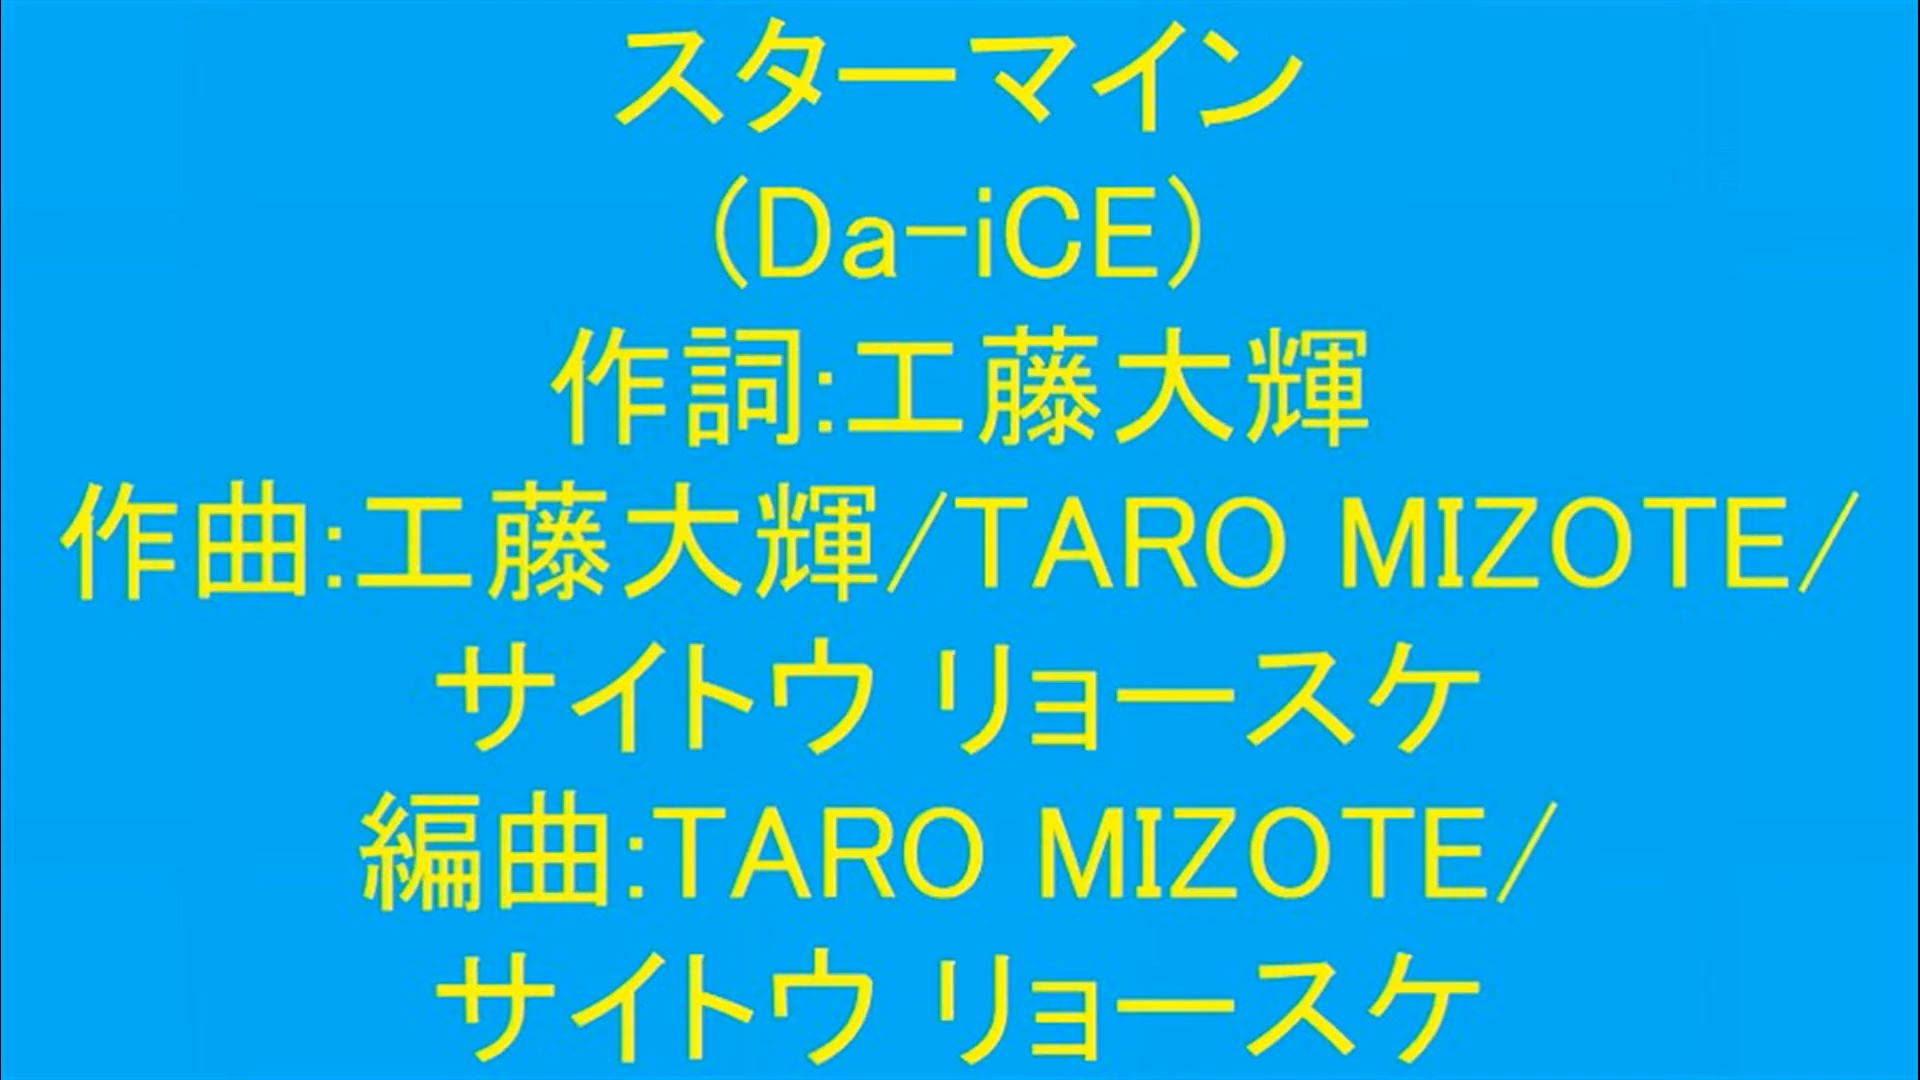 スターマイン
(Da-iCE)
作詞:工藤大輝
作曲:工藤大輝/TARO MIZOTE/
サイトウ リョースケ
編曲:TARO MIZOTE/
サイトウ リョースケ